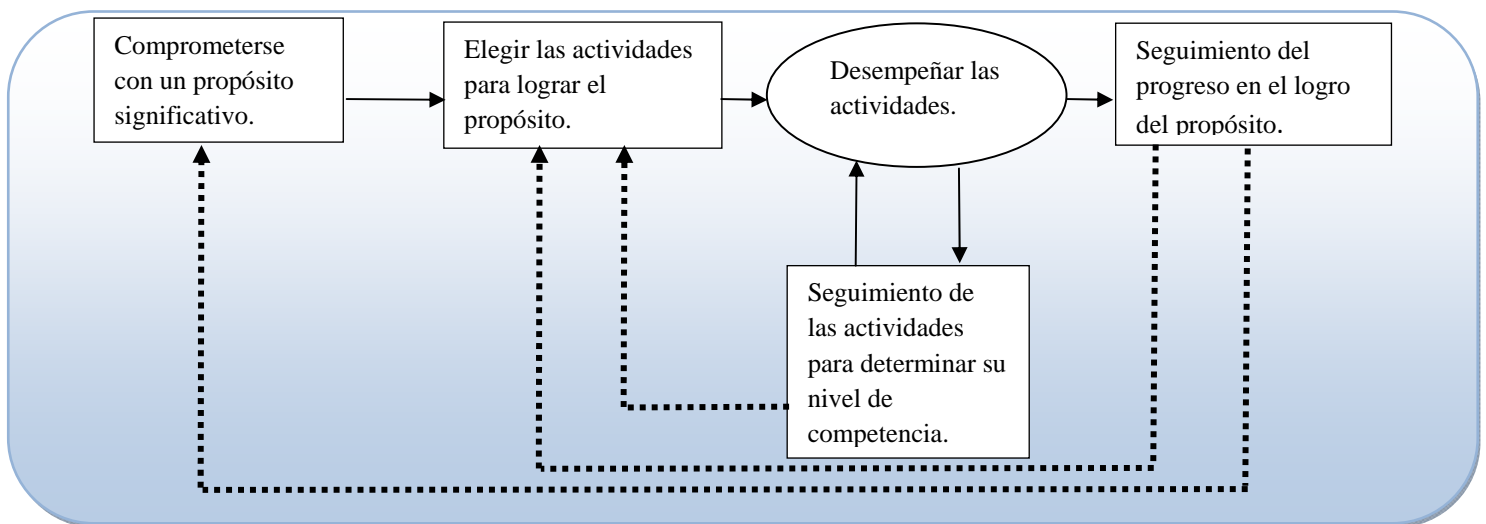 Comprometerse
con un propósito
significativo.
Elegir las actividades
para lograr el
propósito.
Desempeñar las
actividades.
Seguimiento del
progreso en el logro
del propósito.
Seguimiento de
las actividades
para determinar su
nivel de
competencia.